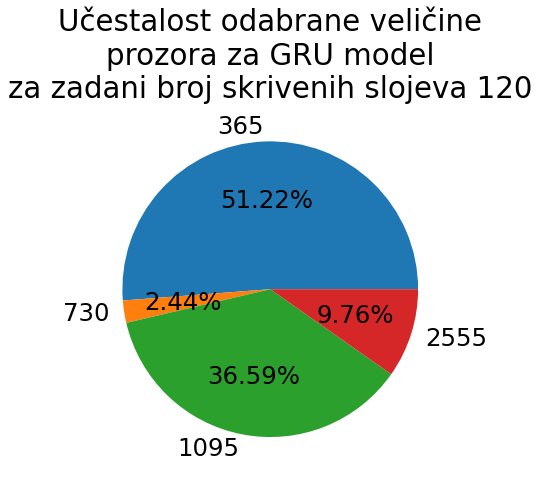 Učestalost odabrane veličine
prozora za GRU model
za zadani broj skrivenih slojeva 120
365
51.22%
730
2.44%
9.76%
2555
36.59%
1095